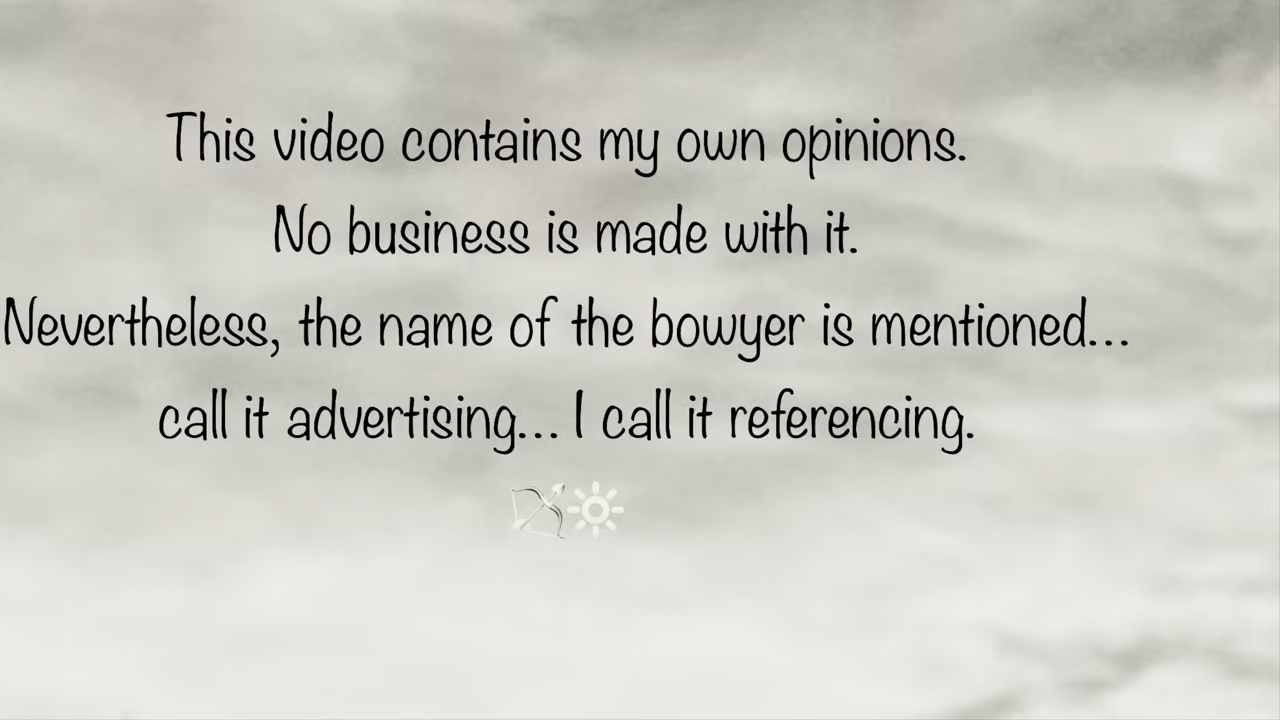 This video contains my own opinions.
No business is made with it.
Nevertheless, the name of the bowyer is mentioned...
call it advertising... I call it referencing.